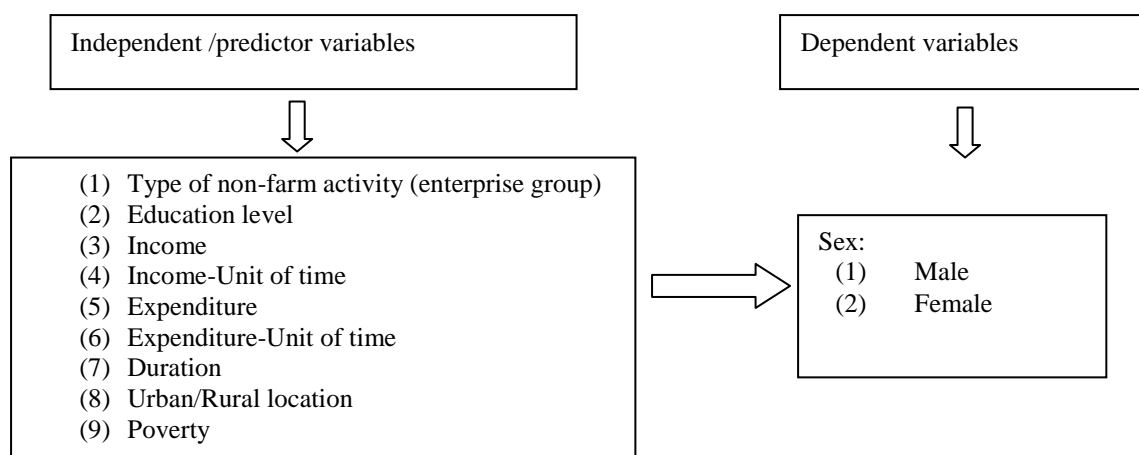 Independent /predictor variables
Dependent variables
(1) Type of non-farm activity (enterprise group)
(2) Education level
(3) Income
(4) Income-Unit of time
(5) Expenditure
(6) Expenditure-Unit of time
(7) Duration
(8) Urban/Rural location
(9) Poverty
Sex:
(1) Male
(2) Female